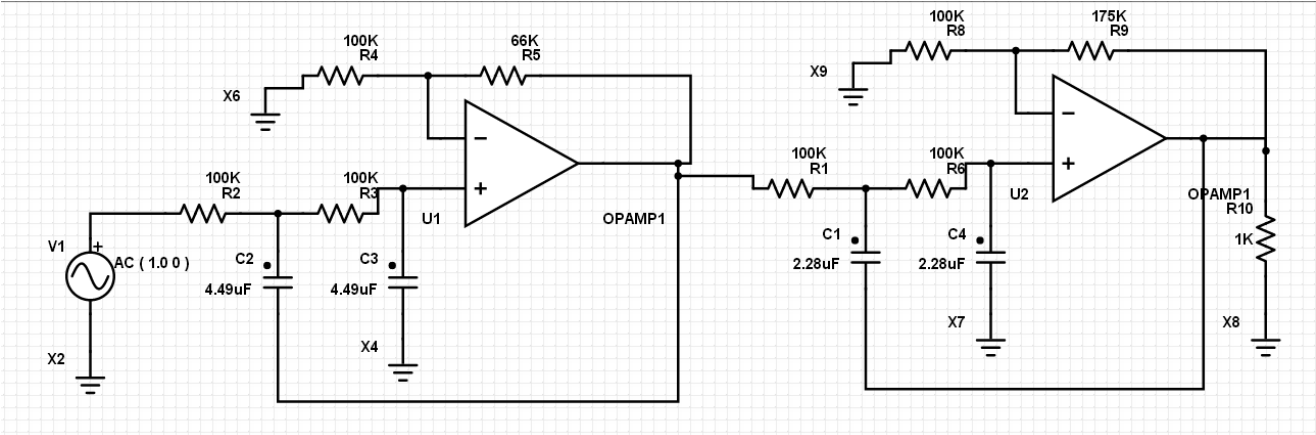 100K
R4
66K
R5
X6
100K
R8
175K
R9
X9
100K
R2
100K
R3
U1
OPAMP1
100K
R1
100K
R6
U2
OPAMP1
R10
1K
V1
+
AC ( 1.0 0 )
C2
4.49uF
C3
4.49uF
C1
2.28uF
C4
2.28uF
X2
X4
X7
X8